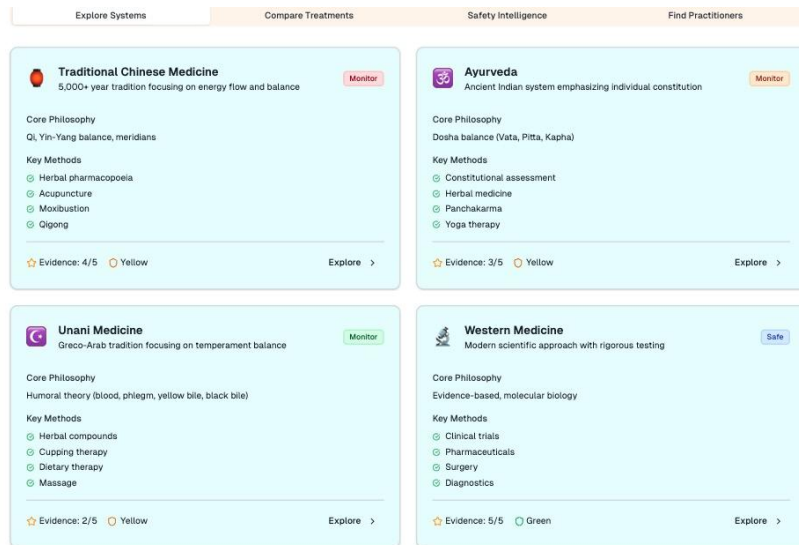 Explore Systems
Compare Treatments
Safety Intelligence
Find Practitioners
Traditional Chinese Medicine
Monitor
5,000+ year tradition focusing on energy flow and balance
Core Philosophy
Qi, Yin-Yang balance, meridians
Key Methods
Herbal pharmacopoeia
Acupuncture
Moxibustion
Qigong
Evidence: 4/5
Yellow
Explore
Ayurveda
Monitor
Ancient Indian system emphasizing individual constitution
Core Philosophy
Dosha balance (Vata, Pitta, Kapha)
Key Methods
Constitutional assessment
Herbal medicine
Panchakarma
Yoga therapy
Evidence: 3/5
Yellow
Explore
Unani Medicine
Monitor
Greco-Arab tradition focusing on temperament balance
Core Philosophy
Humoral theory (blood, phlegm, yellow bile, black bile)
Key Methods
Herbal compounds
Cupping therapy
Dietary therapy
Massage
Evidence: 2/5
Yellow
Explore
Western Medicine
Safe
Modern scientific approach with rigorous testing
Core Philosophy
Evidence-based, molecular biology
Key Methods
Clinical trials
Pharmaceuticals
Surgery
Diagnostics
Evidence: 5/5
Green
Explore